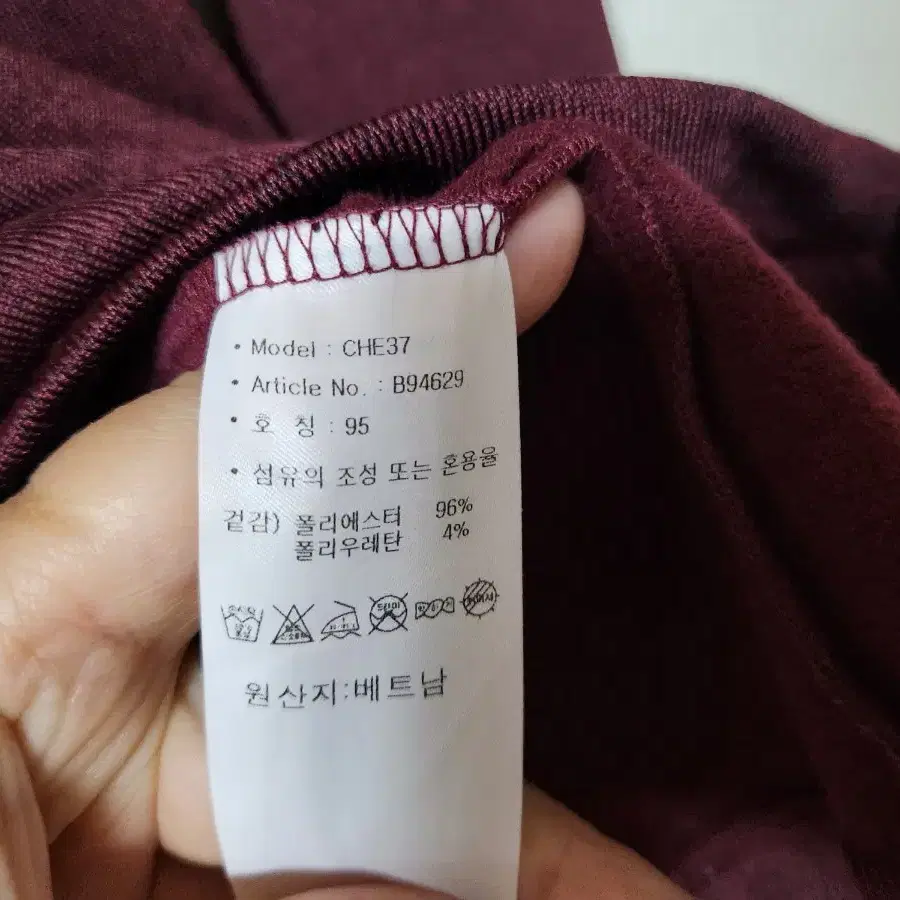 • Model : CHE37
• Article No. : B94629
• 호 칭 : 95
• 섬유의 조성 또는 혼용율
겉감) 폴리에스터 96%
폴리우레탄 4%
원산지:베트남